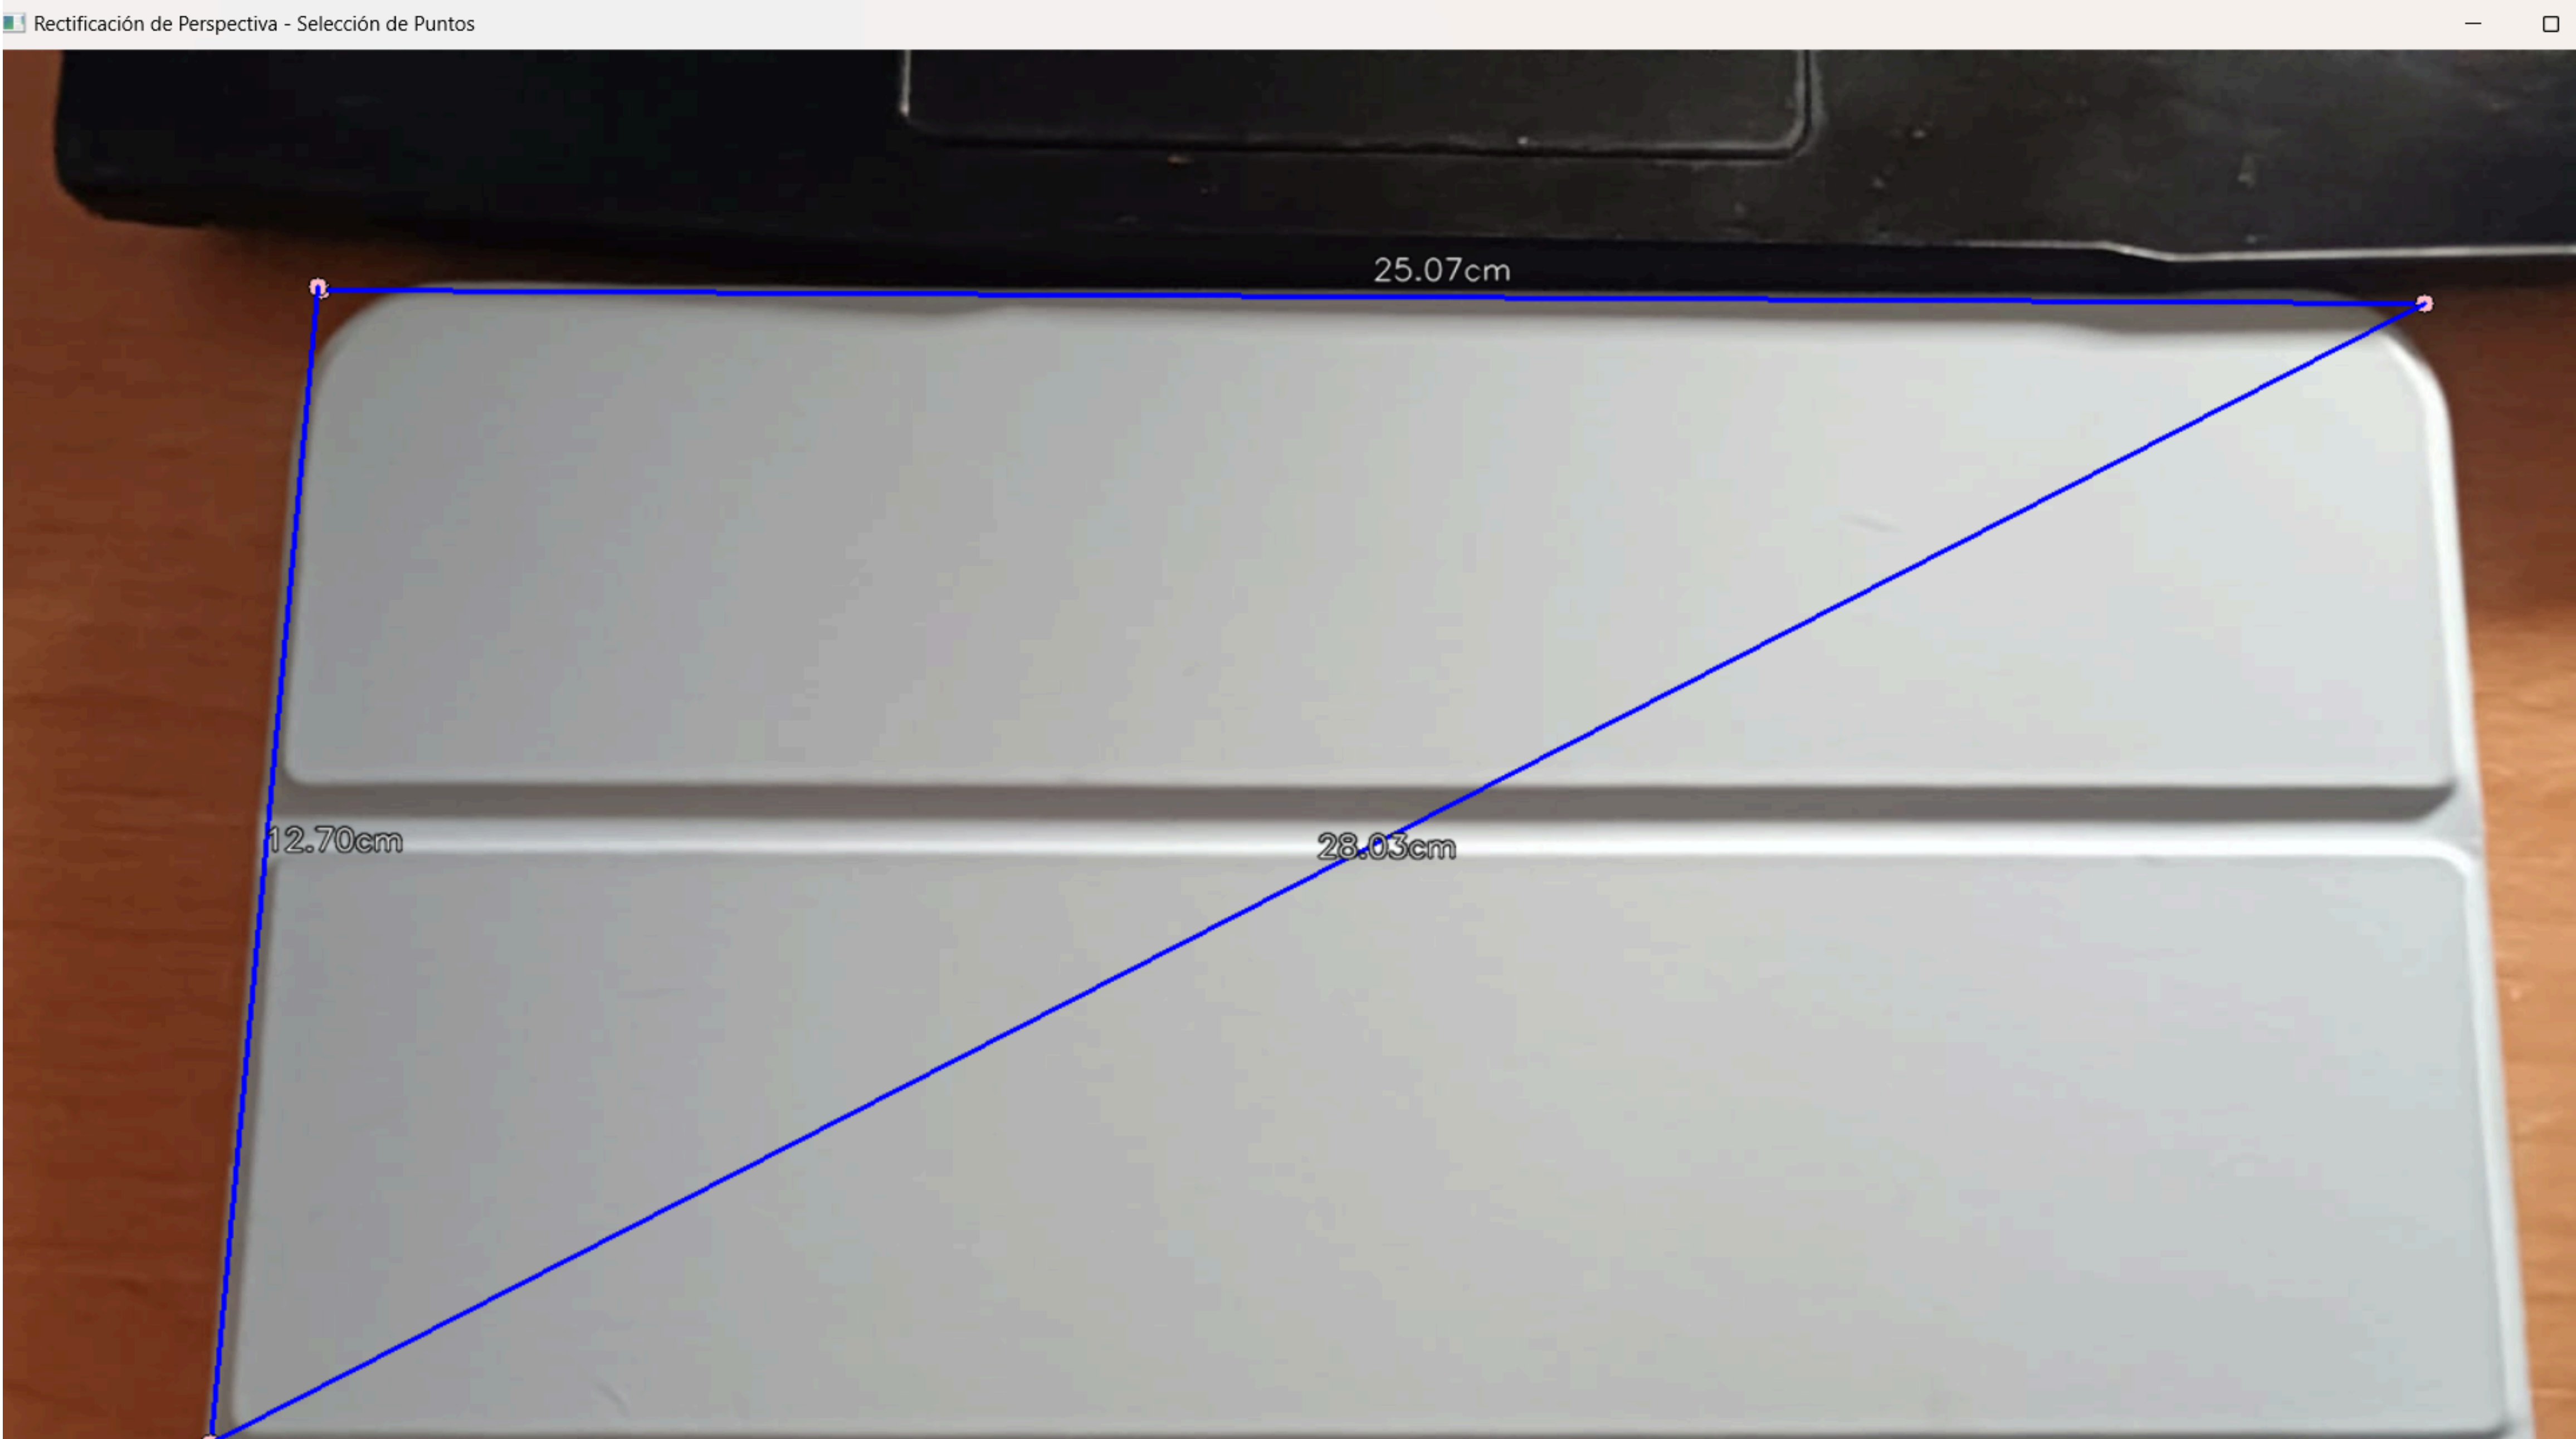 Rectificación de Perspectiva - Selección de Puntos
25.07cm
12.70cm
28.03cm